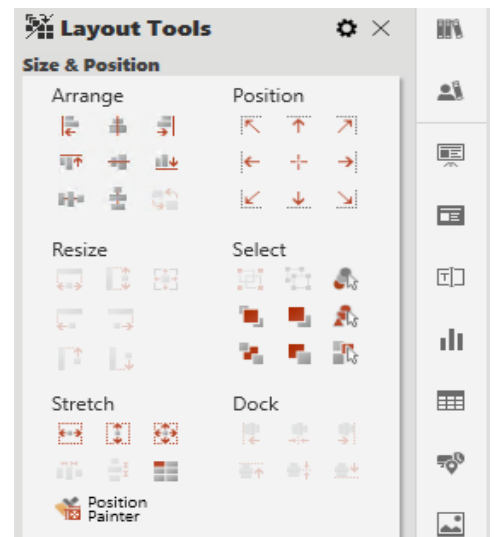 Layout Tools
Size & Position
Arrange
Position
Resize
Select
Stretch
Dock
Position
Painter